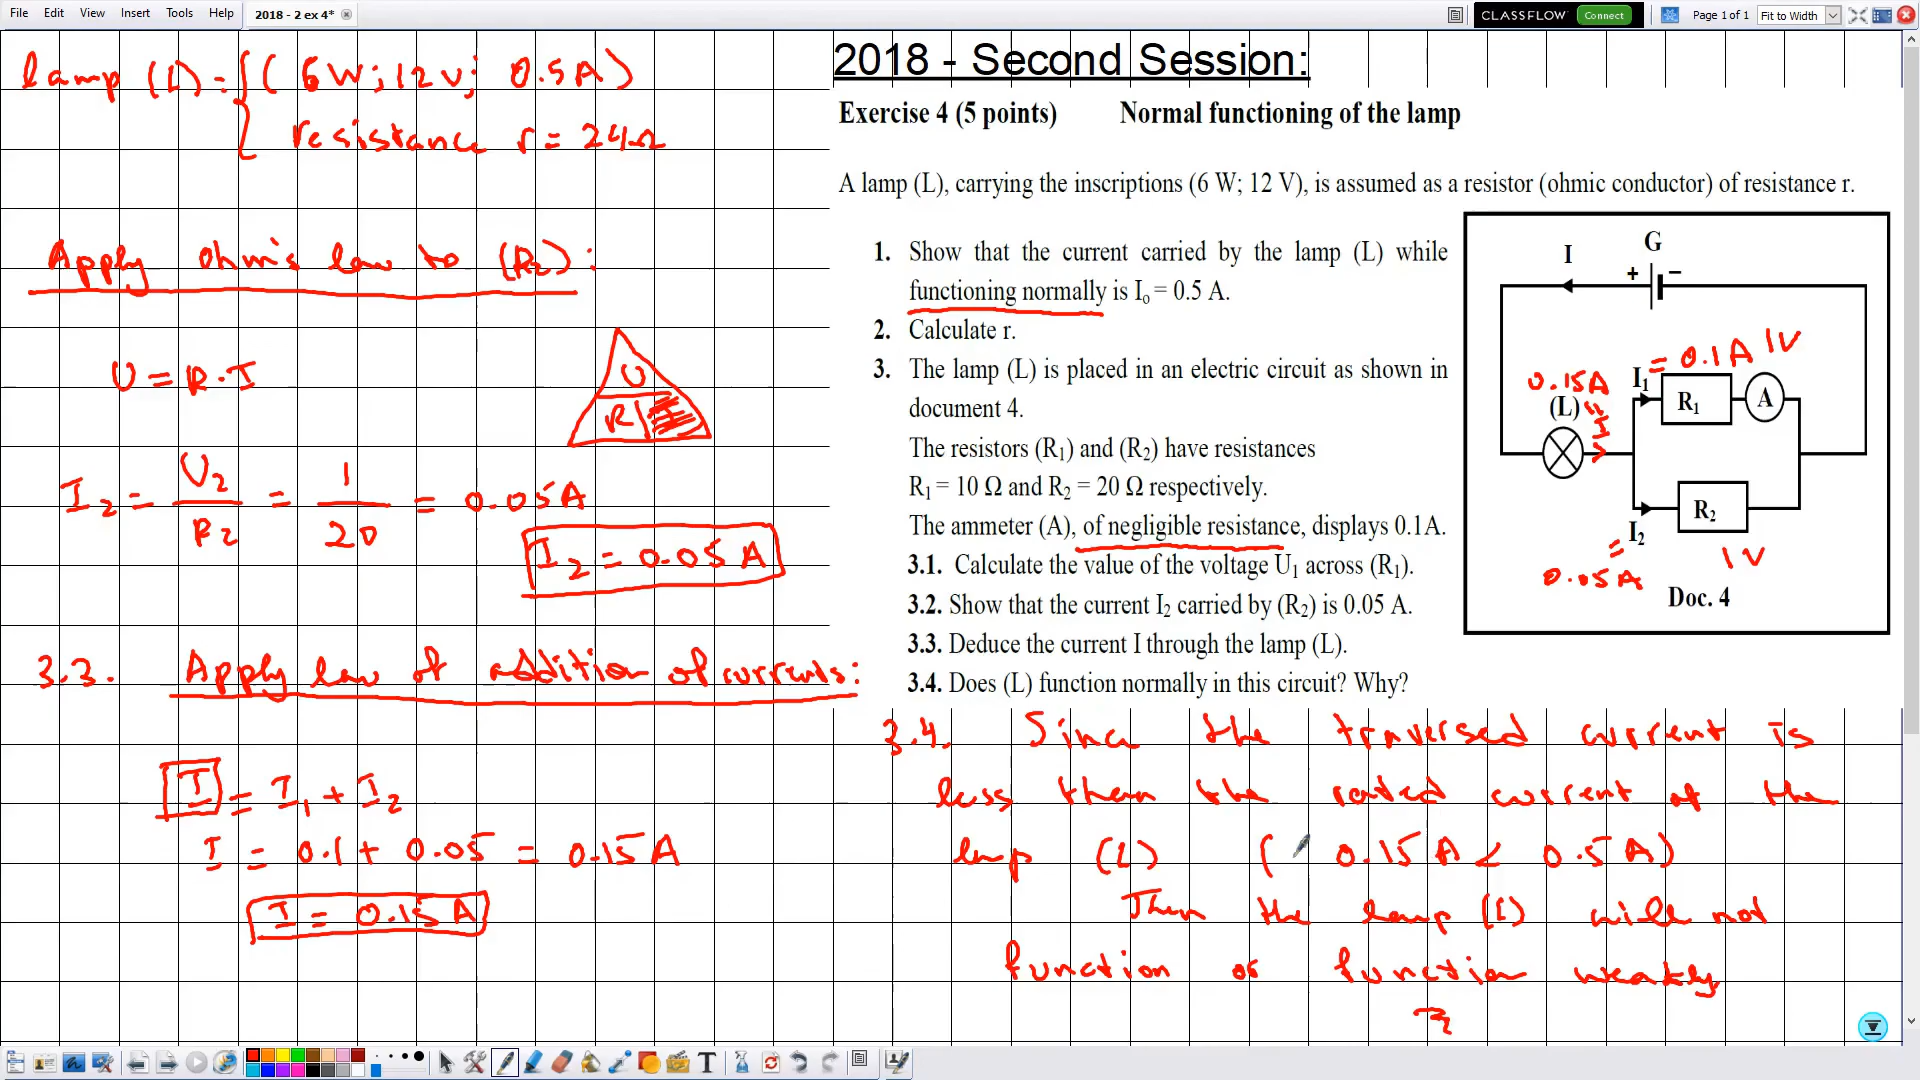 File Edit View Insert Tools Help 2018 - 2 ex 4*
CLASSFLOW Connect Page 1 of 1 Fit to Width
lamp (L) = { ( 6W; 12V; 0.5A )
resistance r = 24Ω
Apply ohm's law to (R2):
U = R.I
U
R I
I2 = U2/R2 = 1/20 = 0.05A
I2 = 0.05 A
3.3. Apply law of addition of currents:
I = I1 + I2
I = 0.1 + 0.05 = 0.15 A
I = 0.15 A
2018 - Second Session:
Exercise 4 (5 points) Normal functioning of the lamp
A lamp (L), carrying the inscriptions (6 W; 12 V), is assumed as a resistor (ohmic conductor) of resistance r.
1. Show that the current carried by the lamp (L) while
functioning normally is Io = 0.5 A.
2. Calculate r.
3. The lamp (L) is placed in an electric circuit as shown in
document 4.
The resistors (R1) and (R2) have resistances
R1 = 10 Ω and R2 = 20 Ω respectively.
The ammeter (A), of negligible resistance, displays 0.1A.
3.1. Calculate the value of the voltage U1 across (R1).
3.2. Show that the current I2 carried by (R2) is 0.05 A.
3.3. Deduce the current I through the lamp (L).
3.4. Does (L) function normally in this circuit? Why?
G
I
+ −
= 0.1A 1V
0.15A I1
(L) R1 A
= I
R2
I2
= 1V
0.05A
Doc. 4
3.4. Since the traversed current is
less than the rated current of the
lamp (L) ( 0.15 A < 0.5 A )
Then the lamp (L) will not
function or function weakly